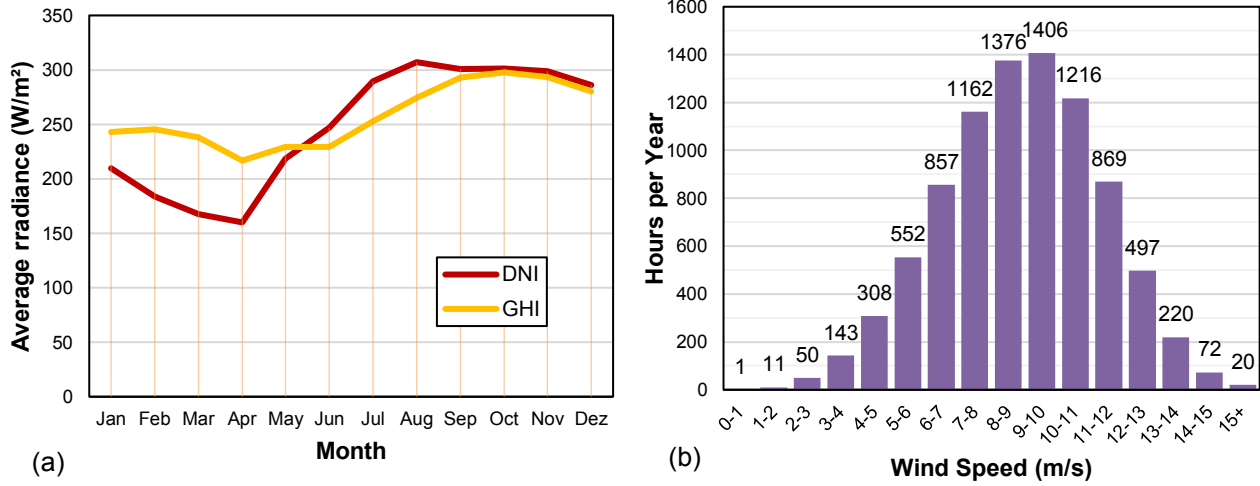 350
300
250
200
150
100
50
0
Average rradiance (W/m²)
DNI
GHI
Jan Feb Mar Apr May Jun Jul Aug Sep Oct Nov Dez
Month
(a)
1600
1400
1200
1000
800
600
400
200
0
Hours per Year
1 11 50 143 308 552 857 1162 1376 1406 1216 869 497 220 72 20
0-1 1-2 2-3 3-4 4-5 5-6 6-7 7-8 8-9 9-10 10-11 11-12 12-13 13-14 14-15 15+
Wind Speed (m/s)
(b)